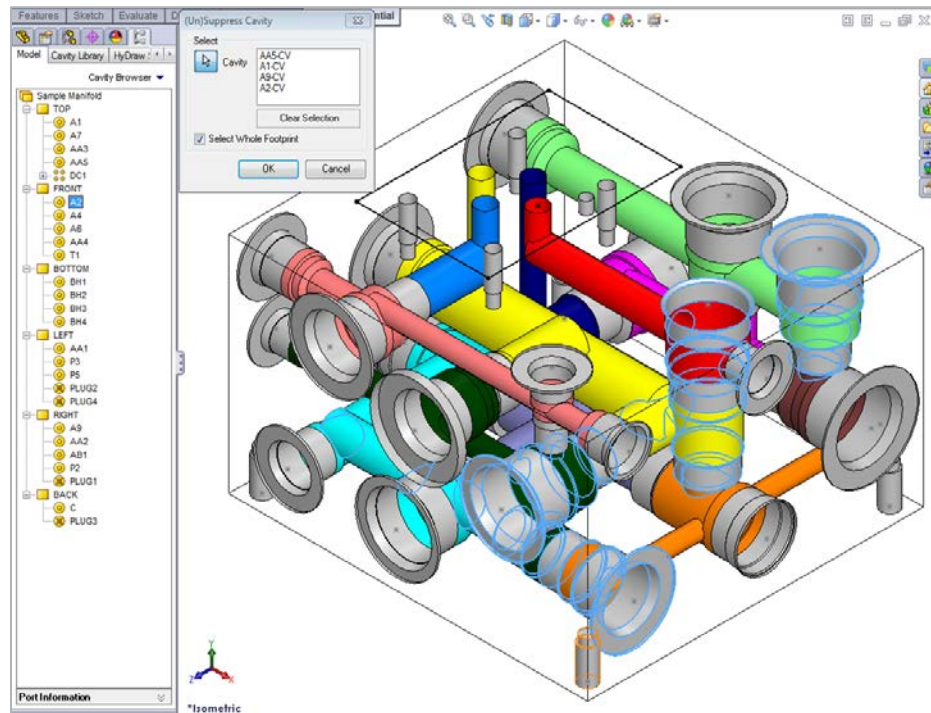 Features
Sketch
Evaluate
(Un)Suppress Cavity
Select
Cavity
AA5-CV
A1-CV
A9-CV
A2-CV
Clear Selection
Select Whole Footprint
OK
Cancel
Model
Cavity Library
Cavity Browser
Sample Manifold
TOP
A1
A7
AA3
AA5
DC1
FRONT
A2
A4
A6
AA4
T1
BOTTOM
BH1
BH2
BH3
BH4
LEFT
AA1
P3
P5
PLUG2
PLUG4
RIGHT
A9
AA2
AB1
P2
PLUG1
BACK
C
PLUG3
Port Information
Y
Z
X
*Isometric